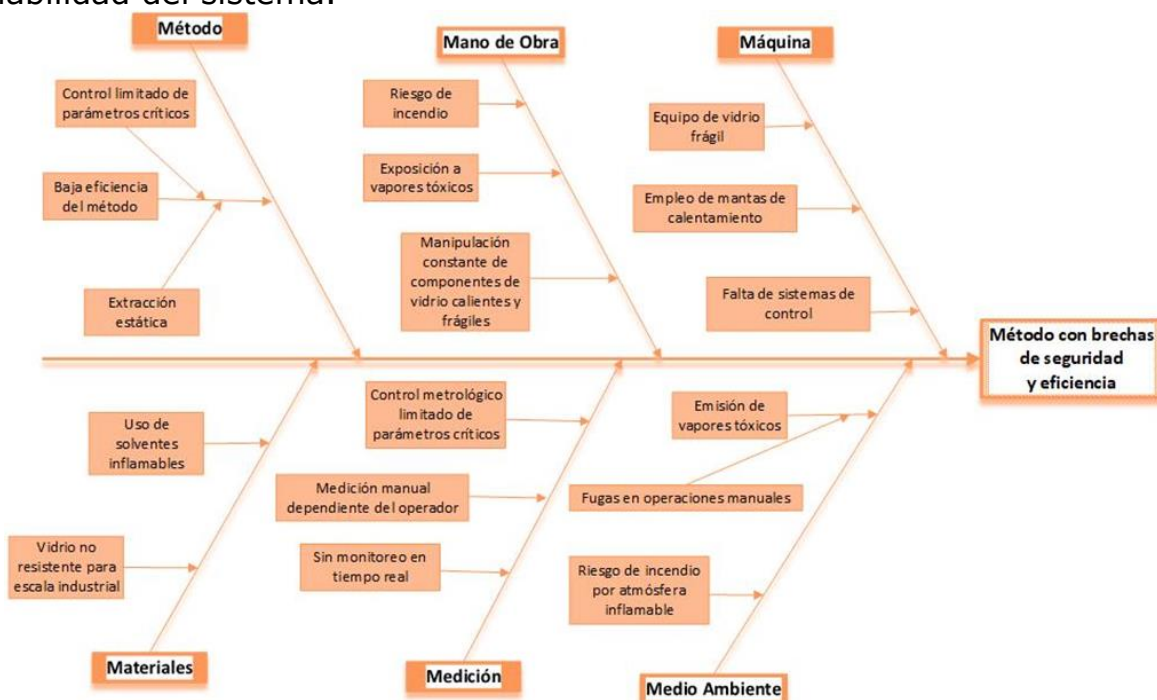 del sistema.
Método
Mano de Obra
Máquina
Control limitado de
parámetros críticos
Baja eficiencia
del método
Extracción
estática
Riesgo de
incendio
Exposición a
vapores tóxicos
Manipulación
constante de
componentes de
vidrio calientes y
frágiles
Equipo de vidrio
frágil
Empleo de mantas de
calentamiento
Falta de sistemas de
control
Método con brechas
de seguridad
y eficiencia
Uso de
solventes
inflamables
Vidrio no
resistente para
escala industrial
Control metrológico
limitado de
parámetros críticos
Medición manual
dependiente del operador
Sin monitoreo en
tiempo real
Emisión de
vapores tóxicos
Fugas en operaciones manuales
Riesgo de incendio
por atmósfera
inflamable
Materiales
Medición
Medio Ambiente